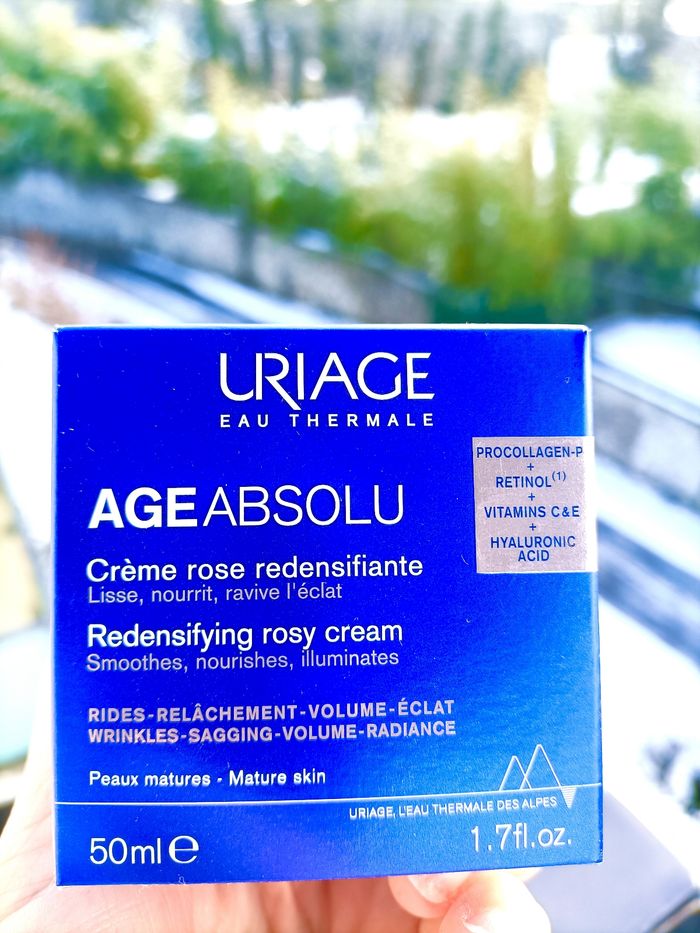 URIAGE
EAU THERMALE
PROCOLLAGEN-P
+
RETINOL(1)
+
VITAMINS C & E
+
HYALURONIC
ACID
AGE ABSOLU
Crème rose redensifiante
Lisse, nourrit, ravive l'éclat
Redensifying rosy cream
Smoothes, nourishes, illuminates
RIDES-RELÂCHEMENT-VOLUME-ÉCLAT
WRINKLES-SAGGING-VOLUME-RADIANCE
Peaux matures - Mature skin
URIAGE, L'EAU THERMALE DES ALPES
50ml e
1.7fl.oz.